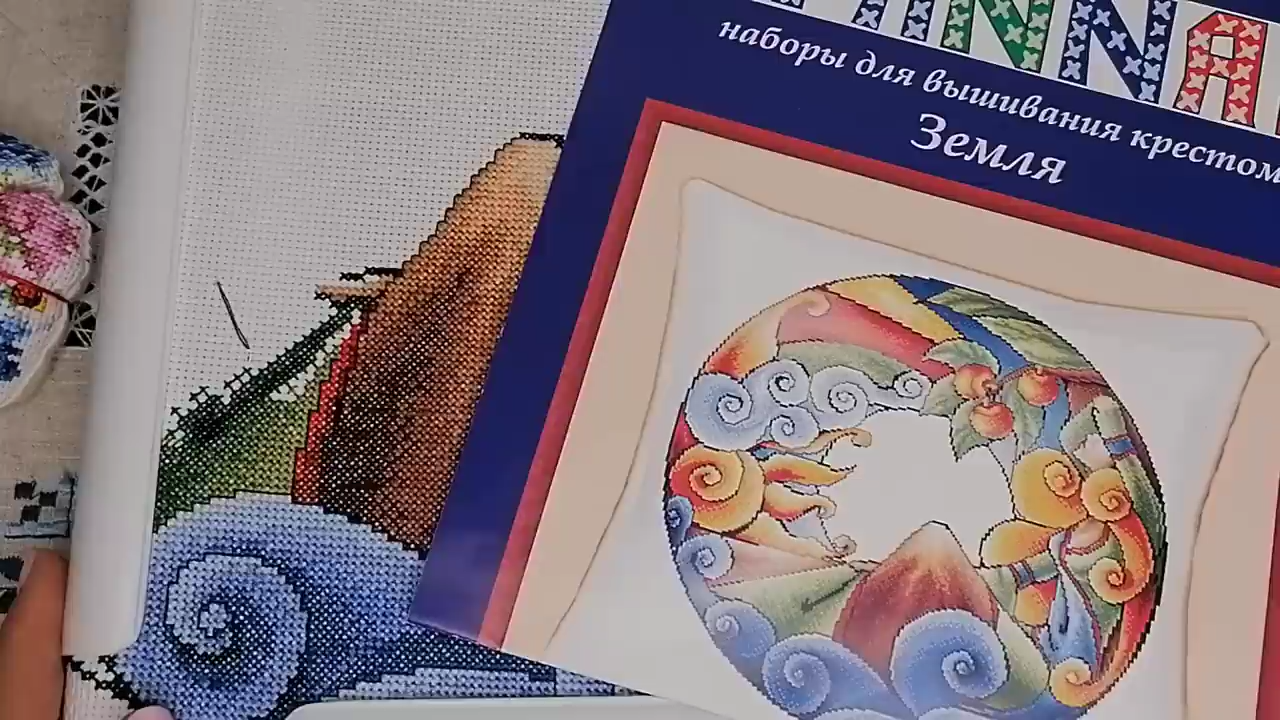 наборы для вышивания крестом
Земля